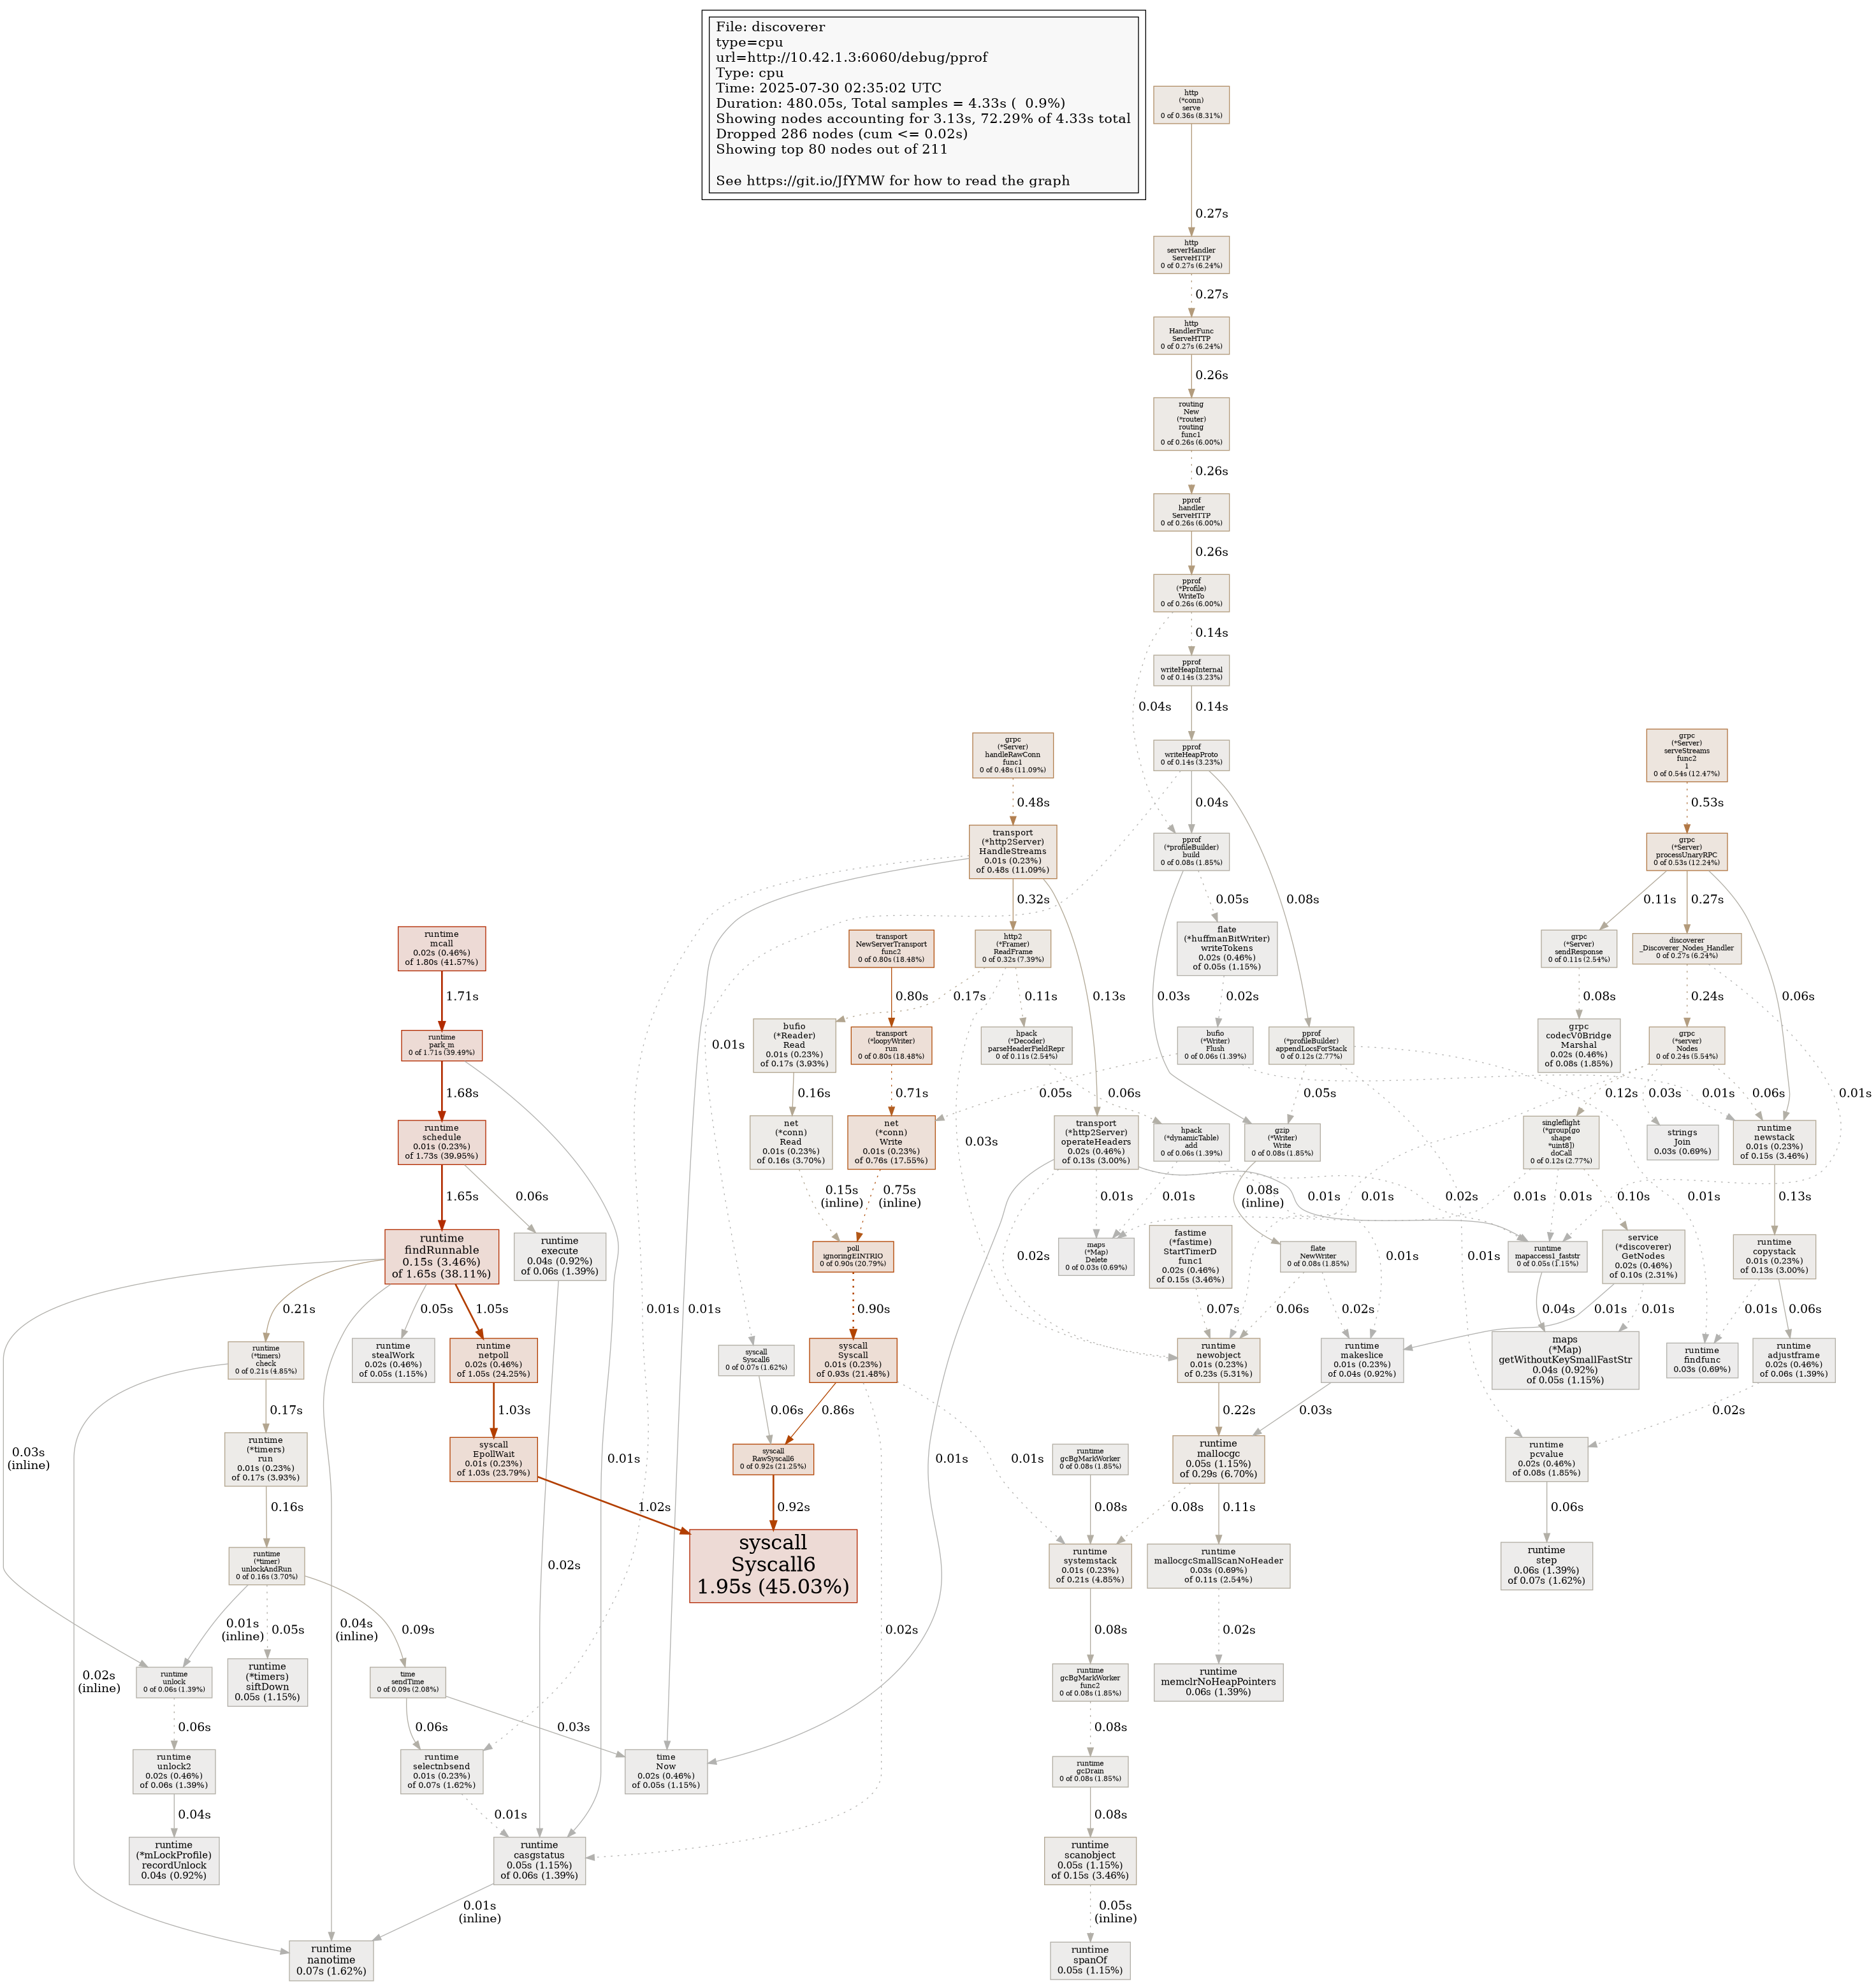 File: discoverer
type=cpu
url=http://10.42.1.3:6060/debug/pprof
Type: cpu
Time: 2025-07-30 02:35:02 UTC
Duration: 480.05s, Total samples = 4.33s (  0.9%)
Showing nodes accounting for 3.13s, 72.29% of 4.33s total
Dropped 286 nodes (cum <= 0.02s)
Showing top 80 nodes out of 211
See https://git.io/JfYMW for how to read the graph
http
(*conn)
serve
0 of 0.36s (8.31%)
0.27s
http
serverHandler
ServeHTTP
0 of 0.27s (6.24%)
0.27s
http
HandlerFunc
ServeHTTP
0 of 0.27s (6.24%)
0.26s
routing
New
(*router)
routing
func1
0 of 0.26s (6.00%)
0.26s
pprof
handler
ServeHTTP
0 of 0.26s (6.00%)
0.26s
pprof
(*Profile)
WriteTo
0 of 0.26s (6.00%)
0.14s
pprof
writeHeapInternal
0 of 0.14s (3.23%)
0.04s
0.14s
pprof
writeHeapProto
0 of 0.14s (3.23%)
grpc
(*Server)
handleRawConn
func1
0 of 0.48s (11.09%)
grpc
(*Server)
serveStreams
func2
1
0 of 0.54s (12.47%)
0.48s
0.04s
0.53s
transport
(*http2Server)
HandleStreams
0.01s (0.23%)
of 0.48s (11.09%)
pprof
(*profileBuilder)
build
0 of 0.08s (1.85%)
grpc
(*Server)
processUnaryRPC
0 of 0.53s (12.24%)
0.32s
0.05s
0.08s
0.11s
0.27s
runtime
mcall
0.02s (0.46%)
of 1.80s (41.57%)
transport
NewServerTransport
func2
0 of 0.80s (18.48%)
http2
(*Framer)
ReadFrame
0 of 0.32s (7.39%)
flate
(*huffmanBitWriter)
writeTokens
0.02s (0.46%)
of 0.05s (1.15%)
grpc
(*Server)
sendResponse
0 of 0.11s (2.54%)
discoverer
_Discoverer_Nodes_Handler
0 of 0.27s (6.24%)
1.71s
0.80s
0.17s
0.11s
0.13s
0.03s
0.02s
0.08s
0.24s
0.06s
runtime
park_m
0 of 1.71s (39.49%)
bufio
(*Reader)
Read
0.01s (0.23%)
of 0.17s (3.93%)
transport
(*loopyWriter)
run
0 of 0.80s (18.48%)
hpack
(*Decoder)
parseHeaderFieldRepr
0 of 0.11s (2.54%)
bufio
(*Writer)
Flush
0 of 0.06s (1.39%)
pprof
(*profileBuilder)
appendLocsForStack
0 of 0.12s (2.77%)
grpc
codecV0Bridge
Marshal
0.02s (0.46%)
of 0.08s (1.85%)
grpc
(*server)
Nodes
0 of 0.24s (5.54%)
0.01s
1.68s
0.16s
0.71s
0.05s
0.06s
0.05s
0.12s
0.03s
0.01s
0.06s
0.01s
runtime
schedule
0.01s (0.23%)
of 1.73s (39.95%)
net
(*conn)
Read
0.01s (0.23%)
of 0.16s (3.70%)
net
(*conn)
Write
0.01s (0.23%)
of 0.76s (17.55%)
0.03s
transport
(*http2Server)
operateHeaders
0.02s (0.46%)
of 0.13s (3.00%)
hpack
(*dynamicTable)
add
0 of 0.06s (1.39%)
gzip
(*Writer)
Write
0 of 0.08s (1.85%)
singleflight
(*group[go
shape
*uint8])
doCall
0 of 0.12s (2.77%)
strings
Join
0.03s (0.69%)
runtime
newstack
0.01s (0.23%)
of 0.15s (3.46%)
1.65s
0.06s
0.15s
(inline)
0.75s
(inline)
0.01s
0.01s
0.08s
(inline)
0.01s
0.01s
0.02s
0.01s
0.01s
0.10s
0.01s
0.13s
runtime
findRunnable
0.15s (3.46%)
of 1.65s (38.11%)
runtime
execute
0.04s (0.92%)
of 0.06s (1.39%)
poll
ignoringEINTRIO
0 of 0.90s (20.79%)
0.02s
maps
(*Map)
Delete
0 of 0.03s (0.69%)
fastime
(*fastime)
StartTimerD
func1
0.02s (0.46%)
of 0.15s (3.46%)
flate
NewWriter
0 of 0.08s (1.85%)
0.01s
0.01s
runtime
mapaccess1_faststr
0 of 0.05s (1.15%)
service
(*discoverer)
GetNodes
0.02s (0.46%)
of 0.10s (2.31%)
runtime
copystack
0.01s (0.23%)
of 0.13s (3.00%)
0.21s
0.05s
1.05s
0.01s
0.01s
0.90s
0.07s
0.06s
0.02s
0.04s
0.01s
0.01s
0.01s
0.06s
runtime
(*timers)
check
0 of 0.21s (4.85%)
runtime
stealWork
0.02s (0.46%)
of 0.05s (1.15%)
runtime
netpoll
0.02s (0.46%)
of 1.05s (24.25%)
syscall
Syscall6
0 of 0.07s (1.62%)
syscall
Syscall
0.01s (0.23%)
of 0.93s (21.48%)
runtime
newobject
0.01s (0.23%)
of 0.23s (5.31%)
runtime
makeslice
0.01s (0.23%)
of 0.04s (0.92%)
maps
(*Map)
getWithoutKeySmallFastStr
0.04s (0.92%)
of 0.05s (1.15%)
runtime
findfunc
0.03s (0.69%)
runtime
adjustframe
0.02s (0.46%)
of 0.06s (1.39%)
0.17s
1.03s
0.06s
0.86s
0.22s
0.03s
0.02s
0.03s
(inline)
runtime
(*timers)
run
0.01s (0.23%)
of 0.17s (3.93%)
syscall
EpollWait
0.01s (0.23%)
of 1.03s (23.79%)
0.01s
syscall
RawSyscall6
0 of 0.92s (21.25%)
0.01s
0.01s
runtime
gcBgMarkWorker
0 of 0.08s (1.85%)
runtime
mallocgc
0.05s (1.15%)
of 0.29s (6.70%)
runtime
pcvalue
0.02s (0.46%)
of 0.08s (1.85%)
0.16s
1.02s
0.92s
0.08s
0.08s
0.11s
0.06s
runtime
(*timer)
unlockAndRun
0 of 0.16s (3.70%)
0.02s
syscall
Syscall6
1.95s (45.03%)
runtime
systemstack
0.01s (0.23%)
of 0.21s (4.85%)
runtime
mallocgcSmallScanNoHeader
0.03s (0.69%)
of 0.11s (2.54%)
runtime
step
0.06s (1.39%)
of 0.07s (1.62%)
0.01s
(inline)
0.05s
0.04s
(inline)
0.09s
0.02s
0.08s
0.02s
0.02s
(inline)
runtime
unlock
0 of 0.06s (1.39%)
runtime
(*timers)
siftDown
0.05s (1.15%)
time
sendTime
0 of 0.09s (2.08%)
runtime
gcBgMarkWorker
func2
0 of 0.08s (1.85%)
runtime
memclrNoHeapPointers
0.06s (1.39%)
0.06s
0.06s
0.03s
0.08s
runtime
unlock2
0.02s (0.46%)
of 0.06s (1.39%)
runtime
selectnbsend
0.01s (0.23%)
of 0.07s (1.62%)
time
Now
0.02s (0.46%)
of 0.05s (1.15%)
runtime
gcDrain
0 of 0.08s (1.85%)
0.04s
0.01s
0.08s
runtime
(*mLockProfile)
recordUnlock
0.04s (0.92%)
runtime
casgstatus
0.05s (1.15%)
of 0.06s (1.39%)
runtime
scanobject
0.05s (1.15%)
of 0.15s (3.46%)
0.01s
(inline)
0.05s
(inline)
runtime
nanotime
0.07s (1.62%)
runtime
spanOf
0.05s (1.15%)